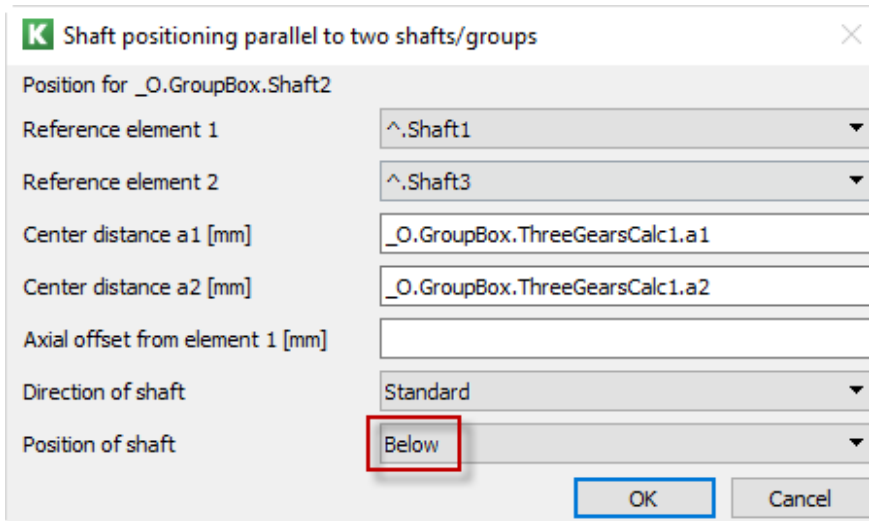 K Shaft positioning parallel to two shafts/groups
Position for _O.GroupBox.Shaft2
Reference element 1 ^.Shaft1
Reference element 2 ^.Shaft3
Center distance a1 [mm] _O.GroupBox.ThreeGearsCalc1.a1
Center distance a2 [mm] _O.GroupBox.ThreeGearsCalc1.a2
Axial offset from element 1 [mm]
Direction of shaft Standard
Position of shaft Below
OK Cancel